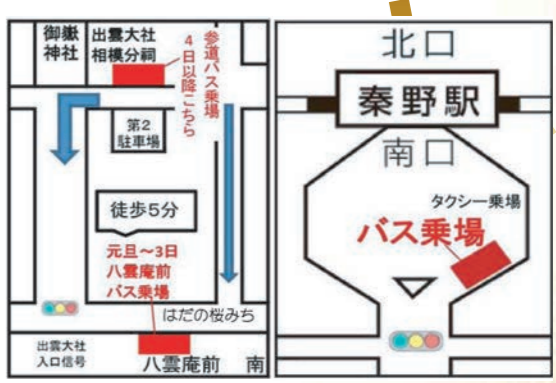 御嶽
神社
出雲大社
相模分祠
参道バス乗場
4日以降こちら
第2
駐車場
徒歩5分
元旦~3日
八雲庵前
バス乗場
はだの桜みち
出雲大社
入口信号
八雲庵前
南
北口
秦野駅
南口
タクシー乗場
バス乗場